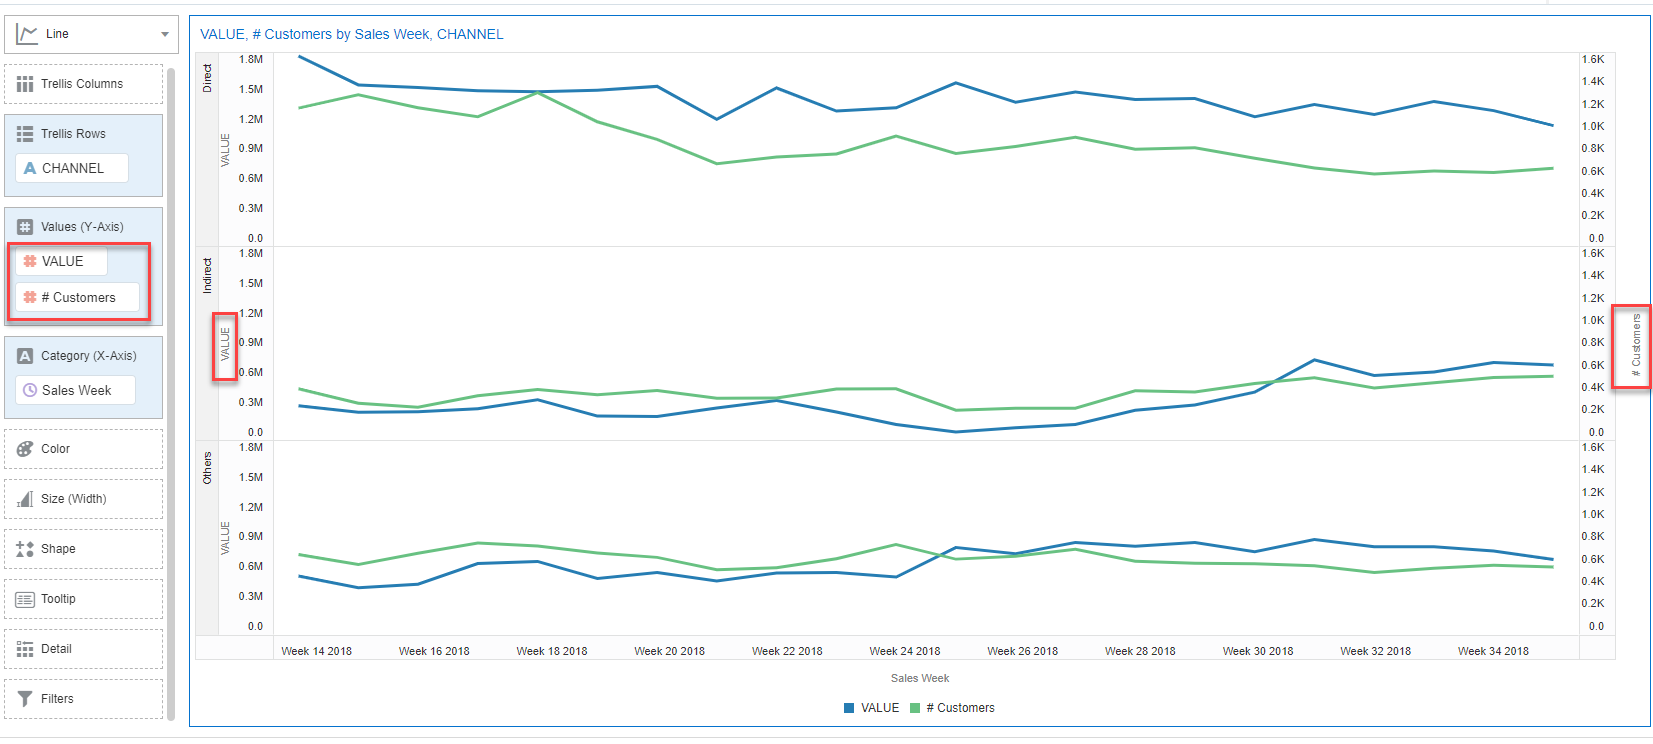 Line
Trellis Columns
Trellis Rows
A CHANNEL
Values (Y-Axis)
# VALUE
# # Customers
A Category (X-Axis)
Sales Week
Color
Size (Width)
Shape
Tooltip
Detail
Filters
VALUE, # Customers by Sales Week, CHANNEL
Direct
VALUE
1.8M
1.5M
1.2M
0.9M
0.6M
0.3M
0.0
1.6K
1.4K
1.2K
1.0K
0.8K
0.6K
0.4K
0.2K
0.0
Indirect
VALUE
1.8M
1.5M
1.2M
0.9M
0.6M
0.3M
0.0
1.6K
1.4K
1.2K
1.0K
0.8K
0.6K
0.4K
0.2K
0.0
# Customers
Others
VALUE
1.8M
1.5M
1.2M
0.9M
0.6M
0.3M
0.0
1.6K
1.4K
1.2K
1.0K
0.8K
0.6K
0.4K
0.2K
0.0
Week 14 2018 Week 16 2018 Week 18 2018 Week 20 2018 Week 22 2018 Week 24 2018 Week 26 2018 Week 28 2018 Week 30 2018 Week 32 2018 Week 34 2018
Sales Week
VALUE # Customers